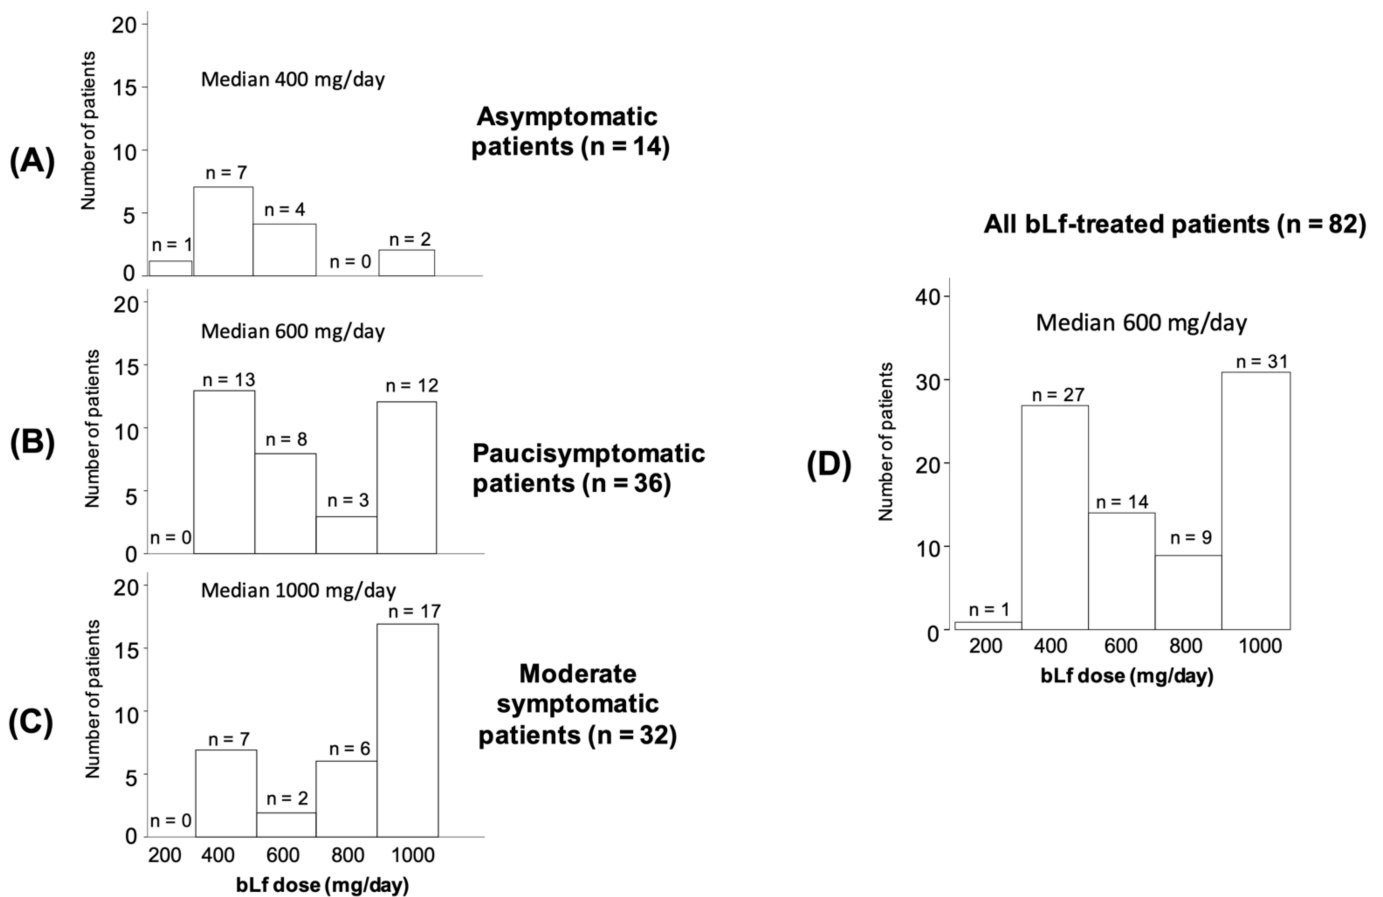 (A)
Number of patients
20
15
10
5
0
Median 400 mg/day
n = 1
n = 7
n = 4
n = 0
n = 2
Asymptomatic
patients (n = 14)
(B)
Number of patients
20
15
10
5
0
Median 600 mg/day
n = 0
n = 13
n = 8
n = 3
n = 12
Paucisymptomatic
patients (n = 36)
(C)
Number of patients
20
15
10
5
0
Median 1000 mg/day
n = 0
n = 7
n = 2
n = 6
n = 17
200 400 600 800 1000
bLf dose (mg/day)
Moderate
symptomatic
patients (n = 32)
All bLf-treated patients (n = 82)
(D)
Number of patients
40
30
20
10
0
Median 600 mg/day
n = 1
n = 27
n = 14
n = 9
n = 31
200 400 600 800 1000
bLf dose (mg/day)